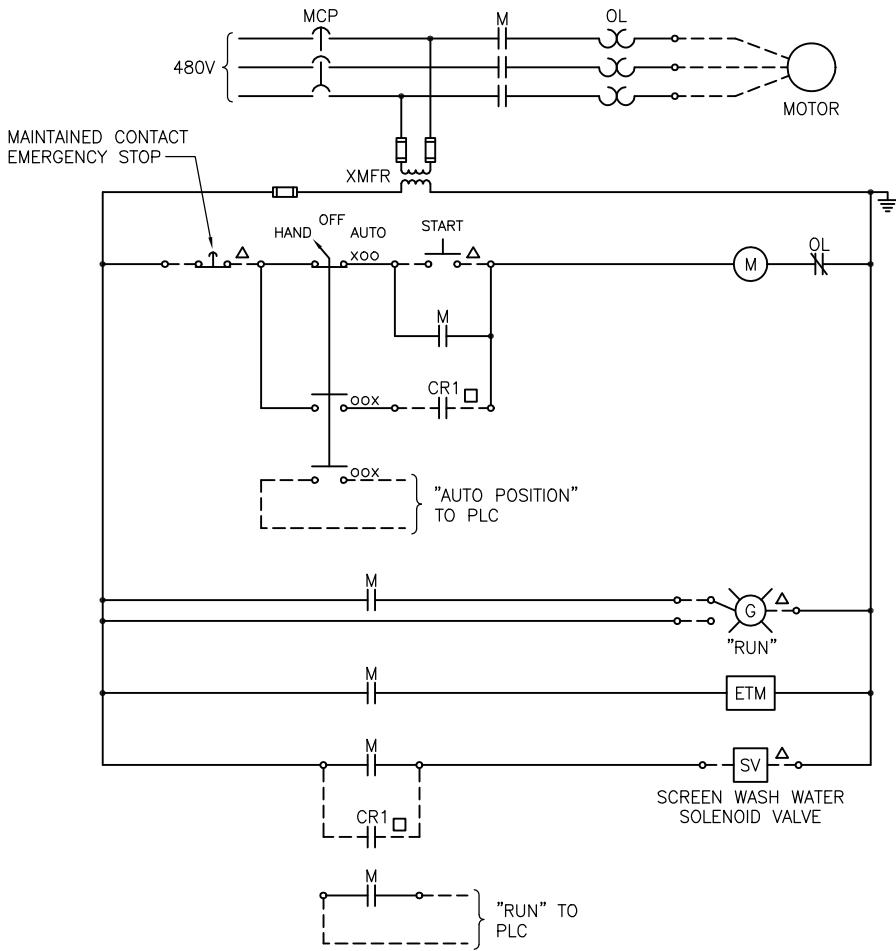 MCP
M
OL
480V
MOTOR
MAINTAINED CONTACT
EMERGENCY STOP
XMFR
OFF
HAND
AUTO
START
XOO
M
OL
M
CR1
OOX
OOX
"AUTO POSITION"
TO PLC
M
G
"RUN"
M
ETM
M
SV
SCREEN WASH WATER
SOLENOID VALVE
CR1
M
"RUN" TO
PLC